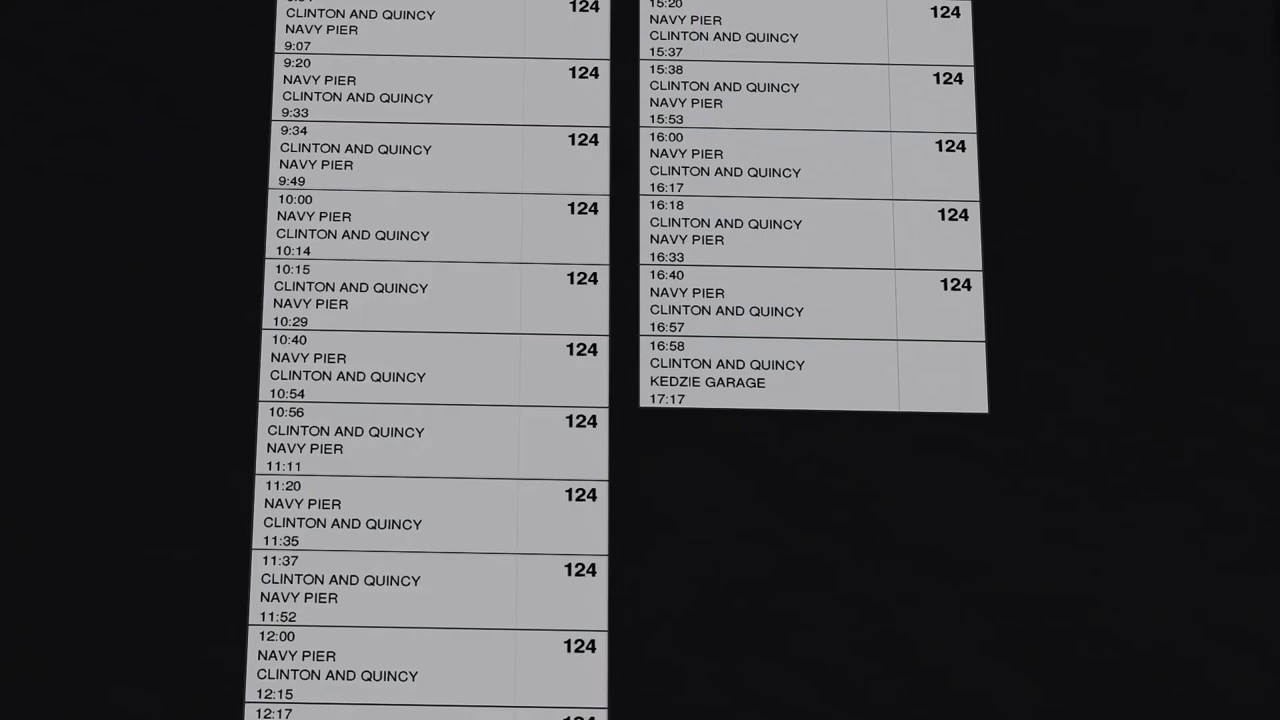 CLINTON AND QUINCY 124
NAVY PIER
9:07
9:20
NAVY PIER 124
CLINTON AND QUINCY
9:33
9:34
CLINTON AND QUINCY 124
NAVY PIER
9:49
10:00
NAVY PIER 124
CLINTON AND QUINCY
10:14
10:15
CLINTON AND QUINCY 124
NAVY PIER
10:29
10:40
NAVY PIER 124
CLINTON AND QUINCY
10:54
10:56
CLINTON AND QUINCY 124
NAVY PIER
11:11
11:20
NAVY PIER 124
CLINTON AND QUINCY
11:35
11:37
CLINTON AND QUINCY 124
NAVY PIER
11:52
12:00
NAVY PIER 124
CLINTON AND QUINCY
12:15
12:17
15:20
NAVY PIER 124
CLINTON AND QUINCY
15:37
15:38
CLINTON AND QUINCY 124
NAVY PIER
15:53
16:00
NAVY PIER 124
CLINTON AND QUINCY
16:17
16:18
CLINTON AND QUINCY 124
NAVY PIER
16:33
16:40
NAVY PIER 124
CLINTON AND QUINCY
16:57
16:58
CLINTON AND QUINCY
KEDZIE GARAGE
17:17